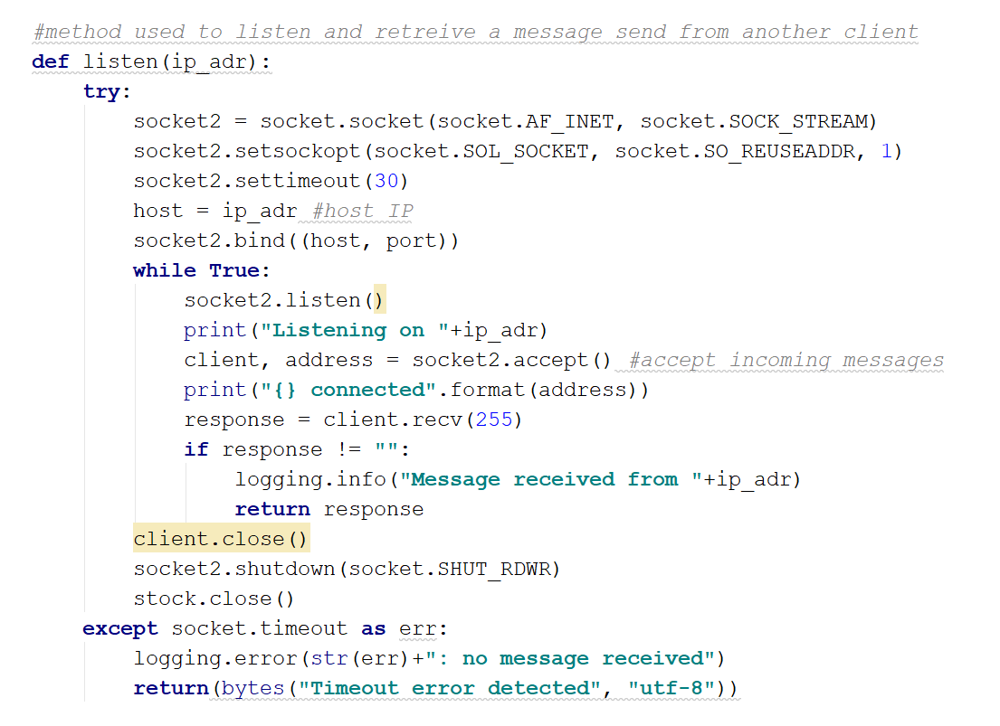 #method used to listen and retreive a message send from another client
def listen(ip_adr):
    try:
        socket2 = socket.socket(socket.AF_INET, socket.SOCK_STREAM)
        socket2.setsockopt(socket.SOL_SOCKET, socket.SO_REUSEADDR, 1)
        socket2.settimeout(30)
        host = ip_adr #host IP
        socket2.bind((host, port))
        while True:
            socket2.listen()
            print("Listening on "+ip_adr)
            client, address = socket2.accept() #accept incoming messages
            print("{} connected".format(address))
            response = client.recv(255)
            if response != "":
                logging.info("Message received from "+ip_adr)
                return response
        client.close()
        socket2.shutdown(socket.SHUT_RDWR)
        stock.close()
    except socket.timeout as err:
        logging.error(str(err)+": no message received")
        return(bytes("Timeout error detected", "utf-8"))